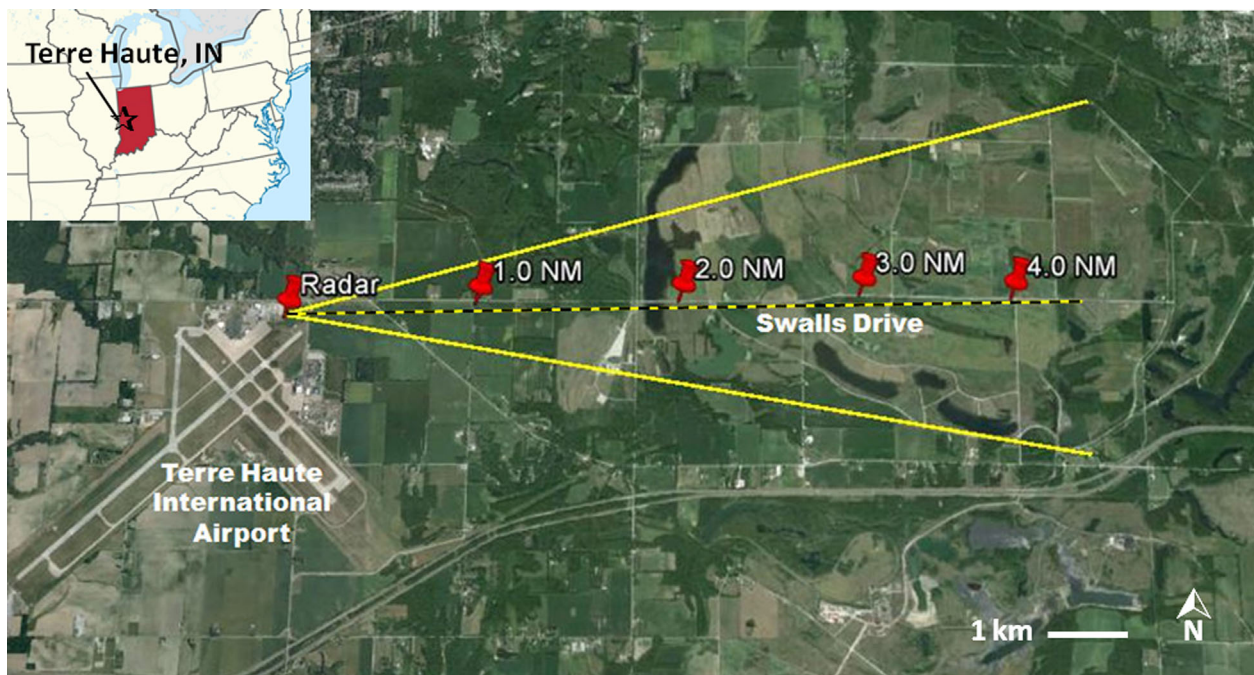 Terre Haute, IN
Radar
1.0 NM
2.0 NM
3.0 NM
4.0 NM
Swalls Drive
Terre Haute
International
Airport
1 km
N